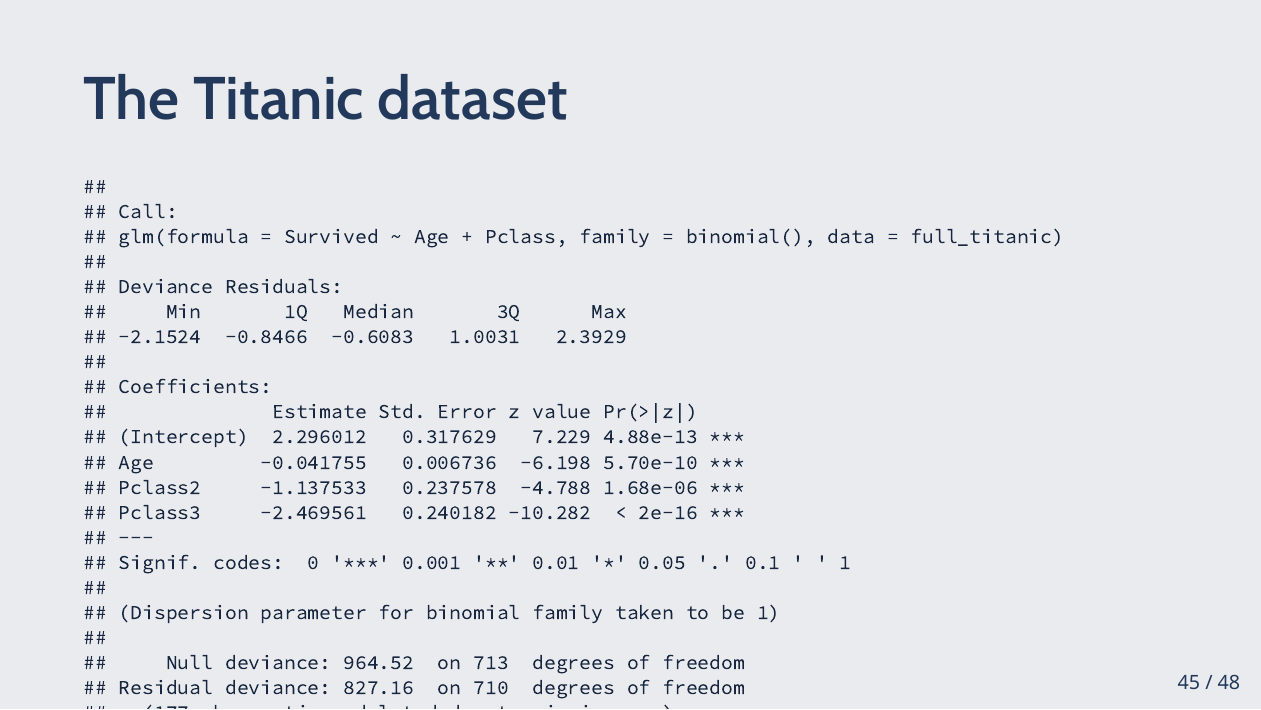 The Titanic dataset
##
## Call:
## glm(formula = Survived ~ Age + Pclass, family = binomial(), data = full_titanic)
##
## Deviance Residuals:
##     Min       1Q   Median       3Q      Max
## -2.1524  -0.8466  -0.6083   1.0031   2.3929
##
## Coefficients:
##              Estimate Std. Error z value Pr(>|z|)
## (Intercept)  2.296012   0.317629   7.229 4.88e-13 ***
## Age         -0.041755   0.006736  -6.198 5.70e-10 ***
## Pclass2     -1.137533   0.237578  -4.788 1.68e-06 ***
## Pclass3     -2.469561   0.240182 -10.282  < 2e-16 ***
## ---
## Signif. codes:  0 '***' 0.001 '**' 0.01 '*' 0.05 '.' 0.1 ' ' 1
##
## (Dispersion parameter for binomial family taken to be 1)
##
##     Null deviance: 964.52  on 713  degrees of freedom
## Residual deviance: 827.16  on 710  degrees of freedom
45 / 48